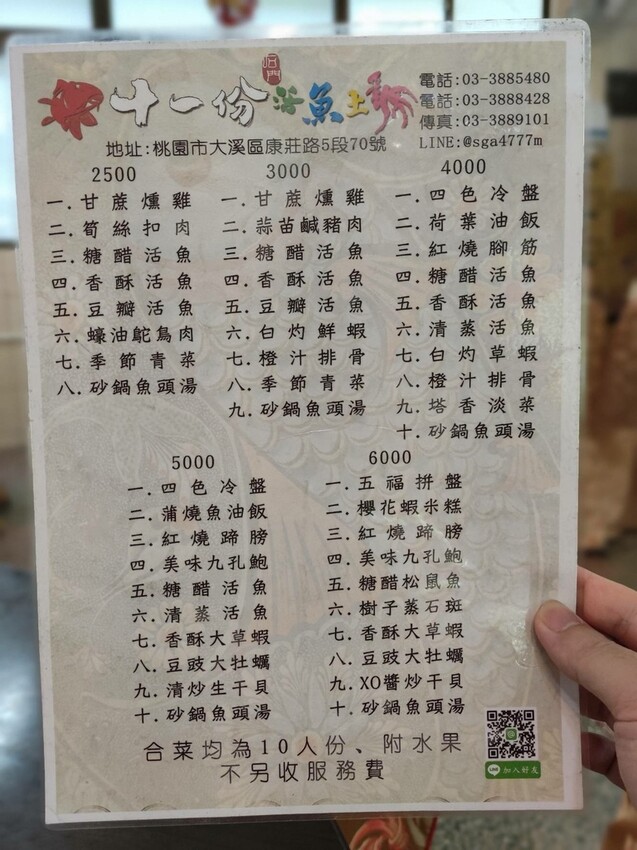 石門
十一份活魚土雞
電話:03-3885480
電話:03-3888428
傳真:03-3889101
LINE:@sga4777m
地址:桃園市大溪區康莊路5段70號
2500
一.甘蔗燻雞
二.筍絲扣肉
三.糖醋活魚
四.香酥活魚
五.豆瓣活魚
六.蠔油鴕鳥肉
七.季節青菜
八.砂鍋魚頭湯
3000
一.甘蔗燻雞
二.蒜苗鹹豬肉
三.糖醋活魚
四.香酥活魚
五.豆瓣活魚
六.白灼鮮蝦
七.橙汁排骨
八.季節青菜
九.砂鍋魚頭湯
4000
一.四色冷盤
二.荷葉油飯
三.紅燒腳筋
四.糖醋活魚
五.香酥活魚
六.清蒸活魚
七.白灼草蝦
八.橙汁排骨
九.塔香淡菜
十.砂鍋魚頭湯
5000
一.四色冷盤
二.蒲燒魚油飯
三.紅燒蹄膀
四.美味九孔鮑
五.糖醋活魚
六.清蒸活魚
七.香酥大草蝦
八.豆豉大牡蠣
九.清炒生干貝
十.砂鍋魚頭湯
6000
一.五福拼盤
二.櫻花蝦米糕
三.紅燒蹄膀
四.美味九孔鮑
五.糖醋松鼠魚
六.樹子蒸石斑
七.香酥大草蝦
八.豆豉大牡蠣
九.XO醬炒干貝
十.砂鍋魚頭湯
合菜均為10人份、附水果
不另收服務費
LINE 加入好友